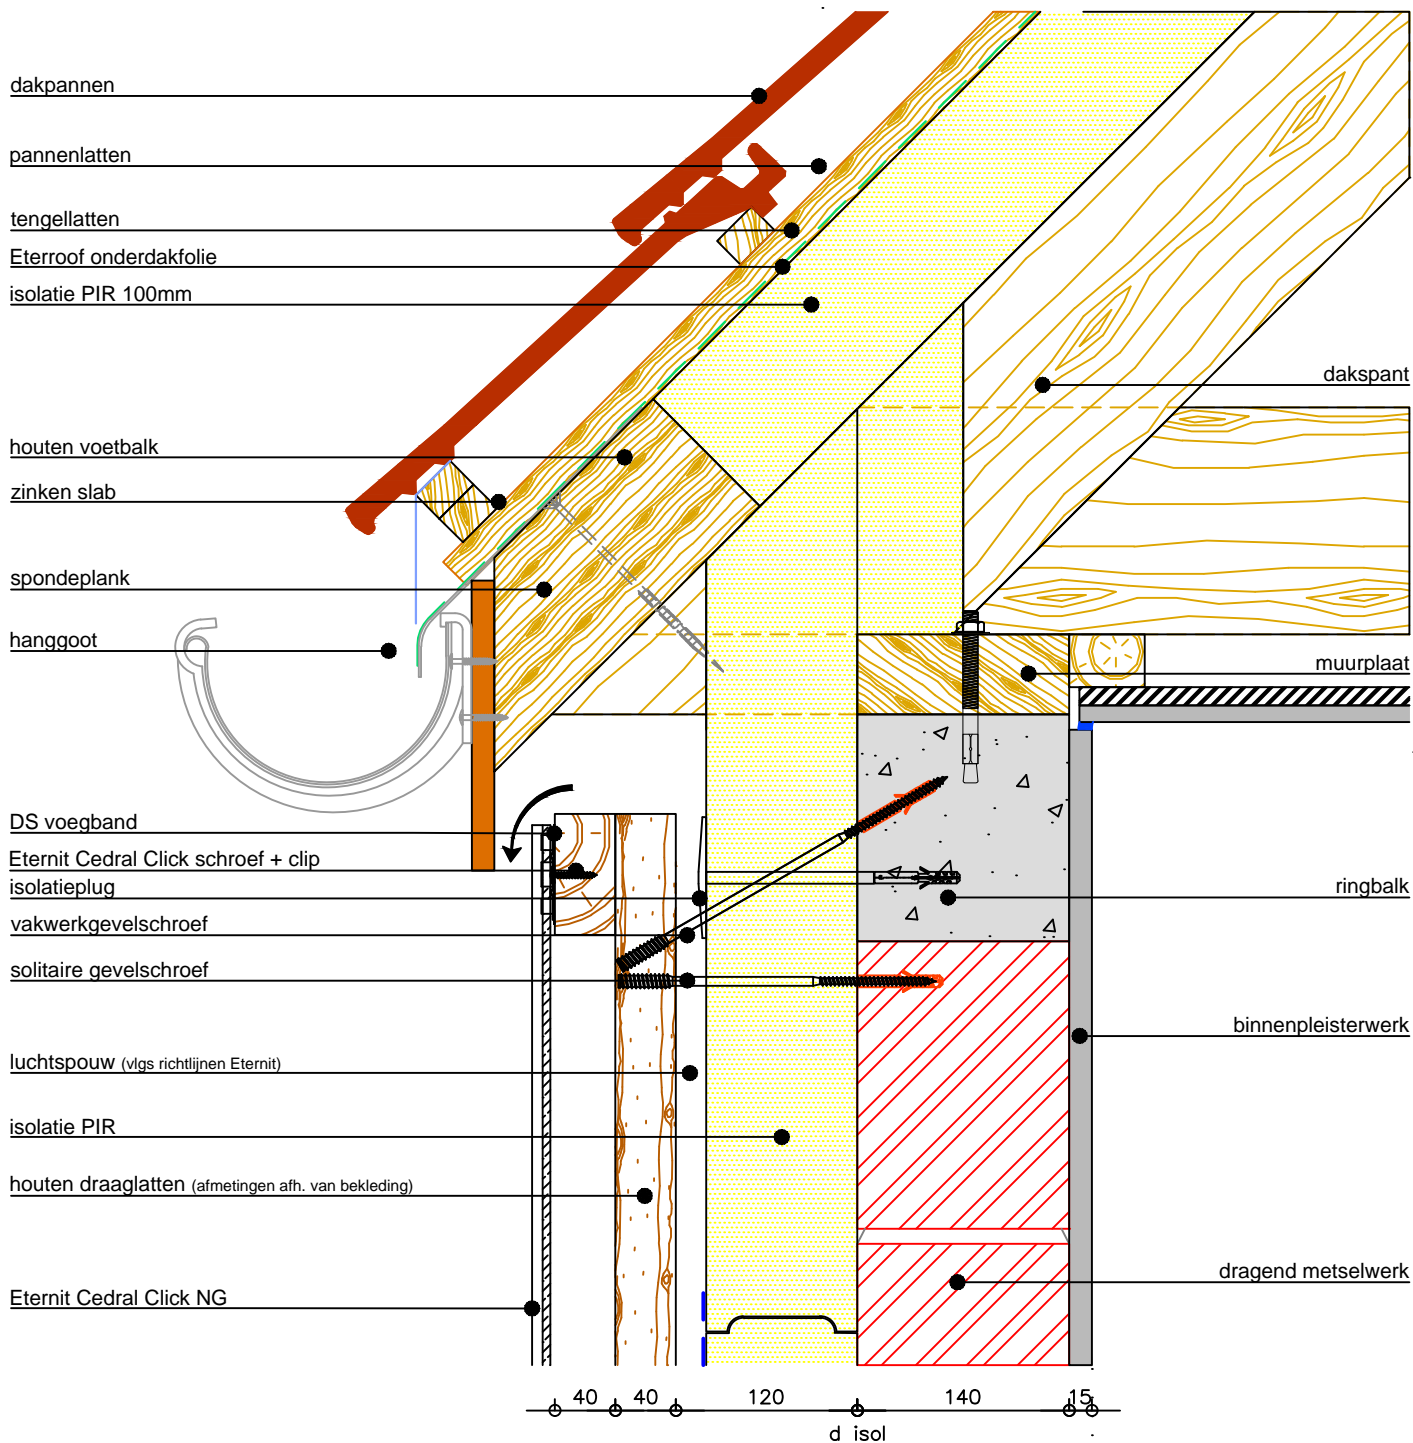 dakpannen
pannenlatten
tengellatten
Eterroof onderdakfolie
isolatie PIR 100mm
dakspant
houten voetbalk
zinken slab
spondeplank
hanggoot
muurplaat
DS voegband
Eternit Cedral Click schroef + clip
isolatieplug
ringbalk
vakwerkgevelschroef
solitaire gevelschroef
binnenpleisterwerk
luchtspouw (vlgs richtlijnen Eternit)
isolatie PIR
houten draaglatten (afmetingen afh. van bekleding)
dragend metselwerk
Eternit Cedral Click NG
40 40 120 140 15
d isol